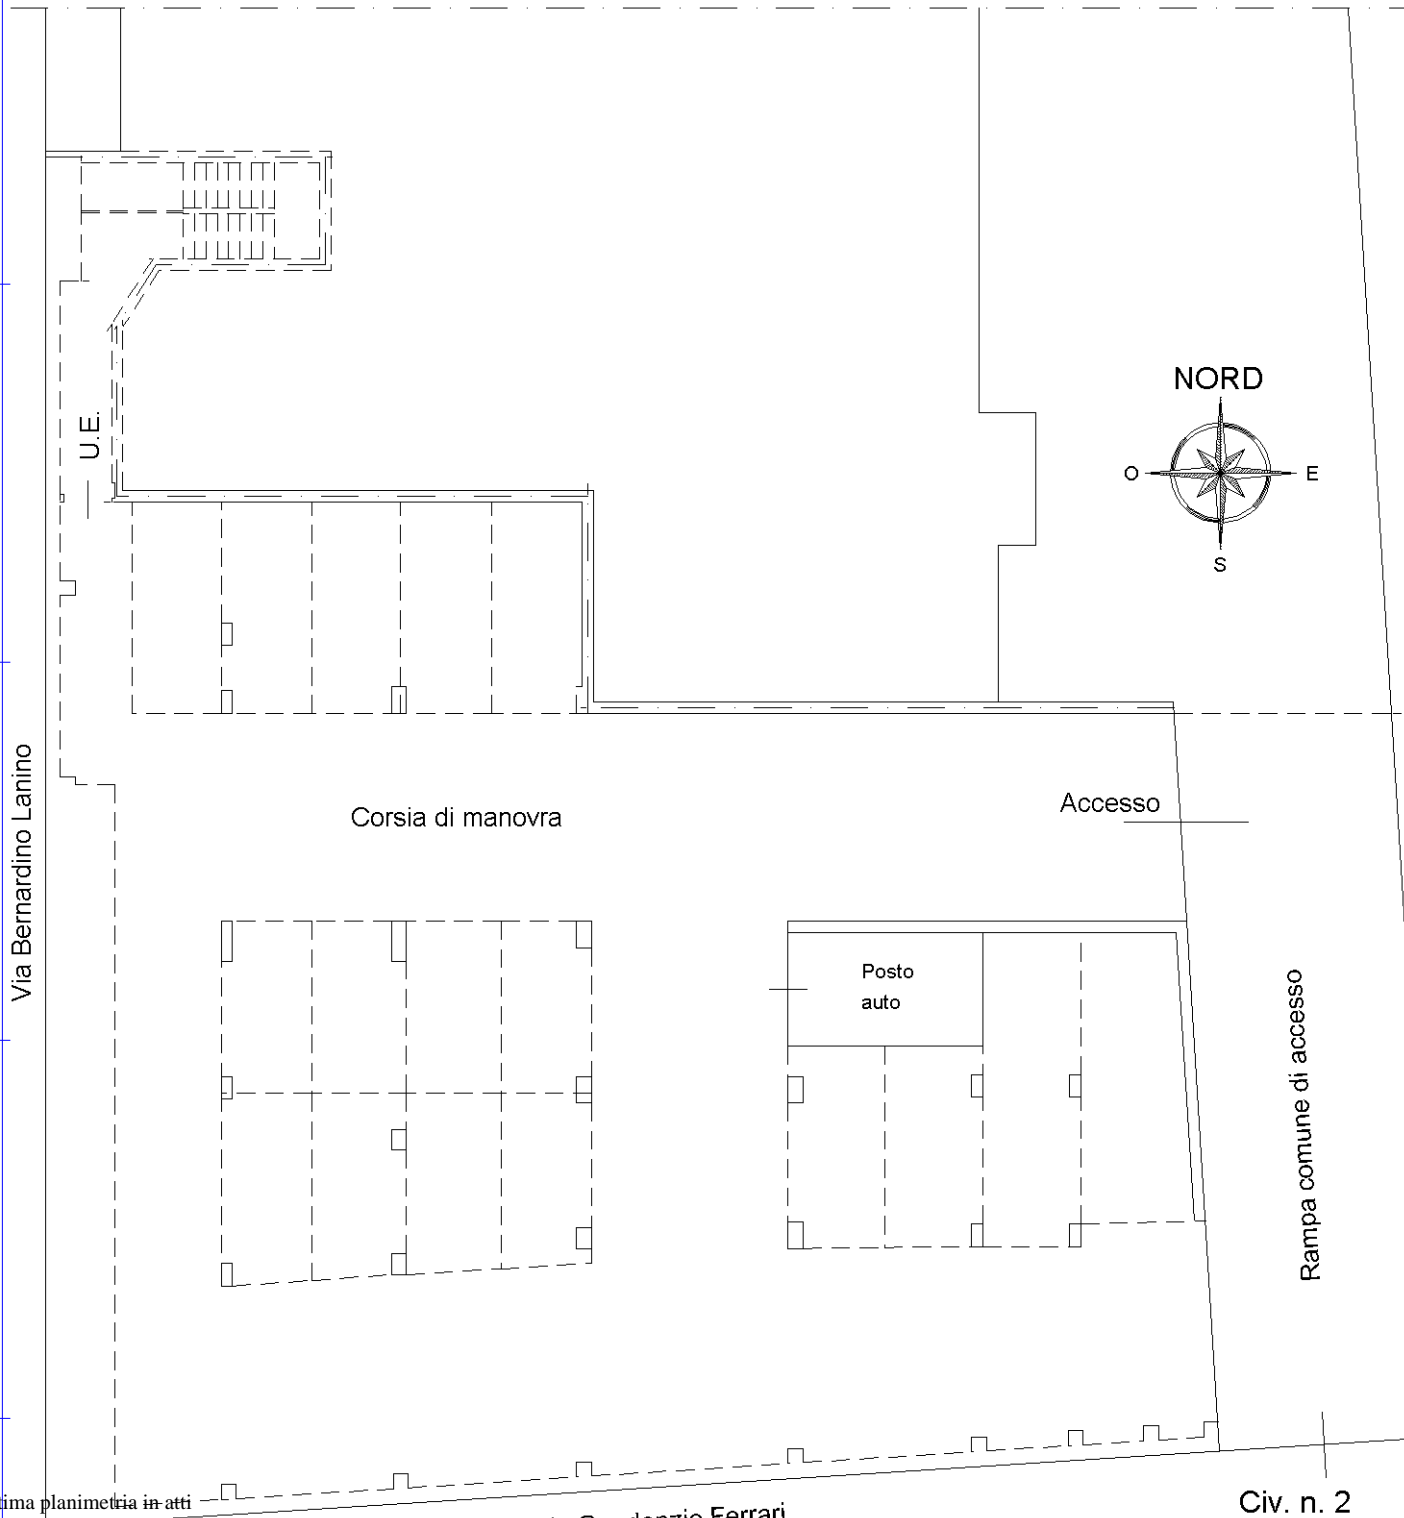 NORD
O
E
S
U.E.
Via Bernardino Lanino
Corsia di manovra
Accesso
Posto
auto
Rampa comune di accesso
planimetria in atti
Ferrari
Civ. n. 2